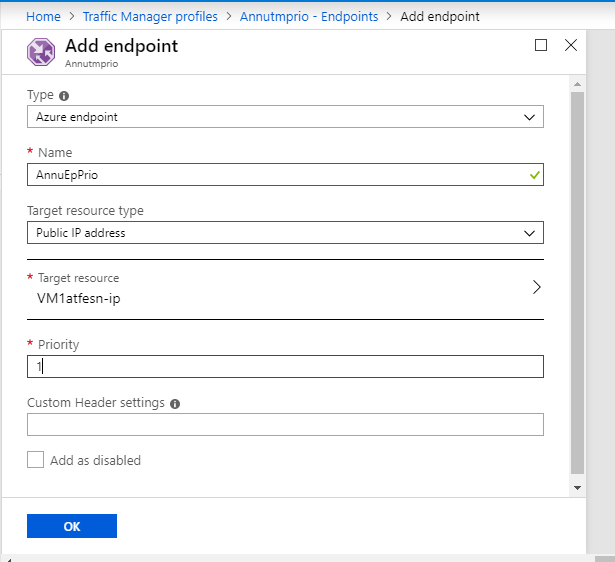 Home > Traffic Manager profiles > Annutmprio - Endpoints > Add endpoint
Add endpoint
Annutmprio
Type
Azure endpoint
* Name
AnnuEpPrio
Target resource type
Public IP address
* Target resource
VM1atfesn-ip
* Priority
1
Custom Header settings
Add as disabled
OK